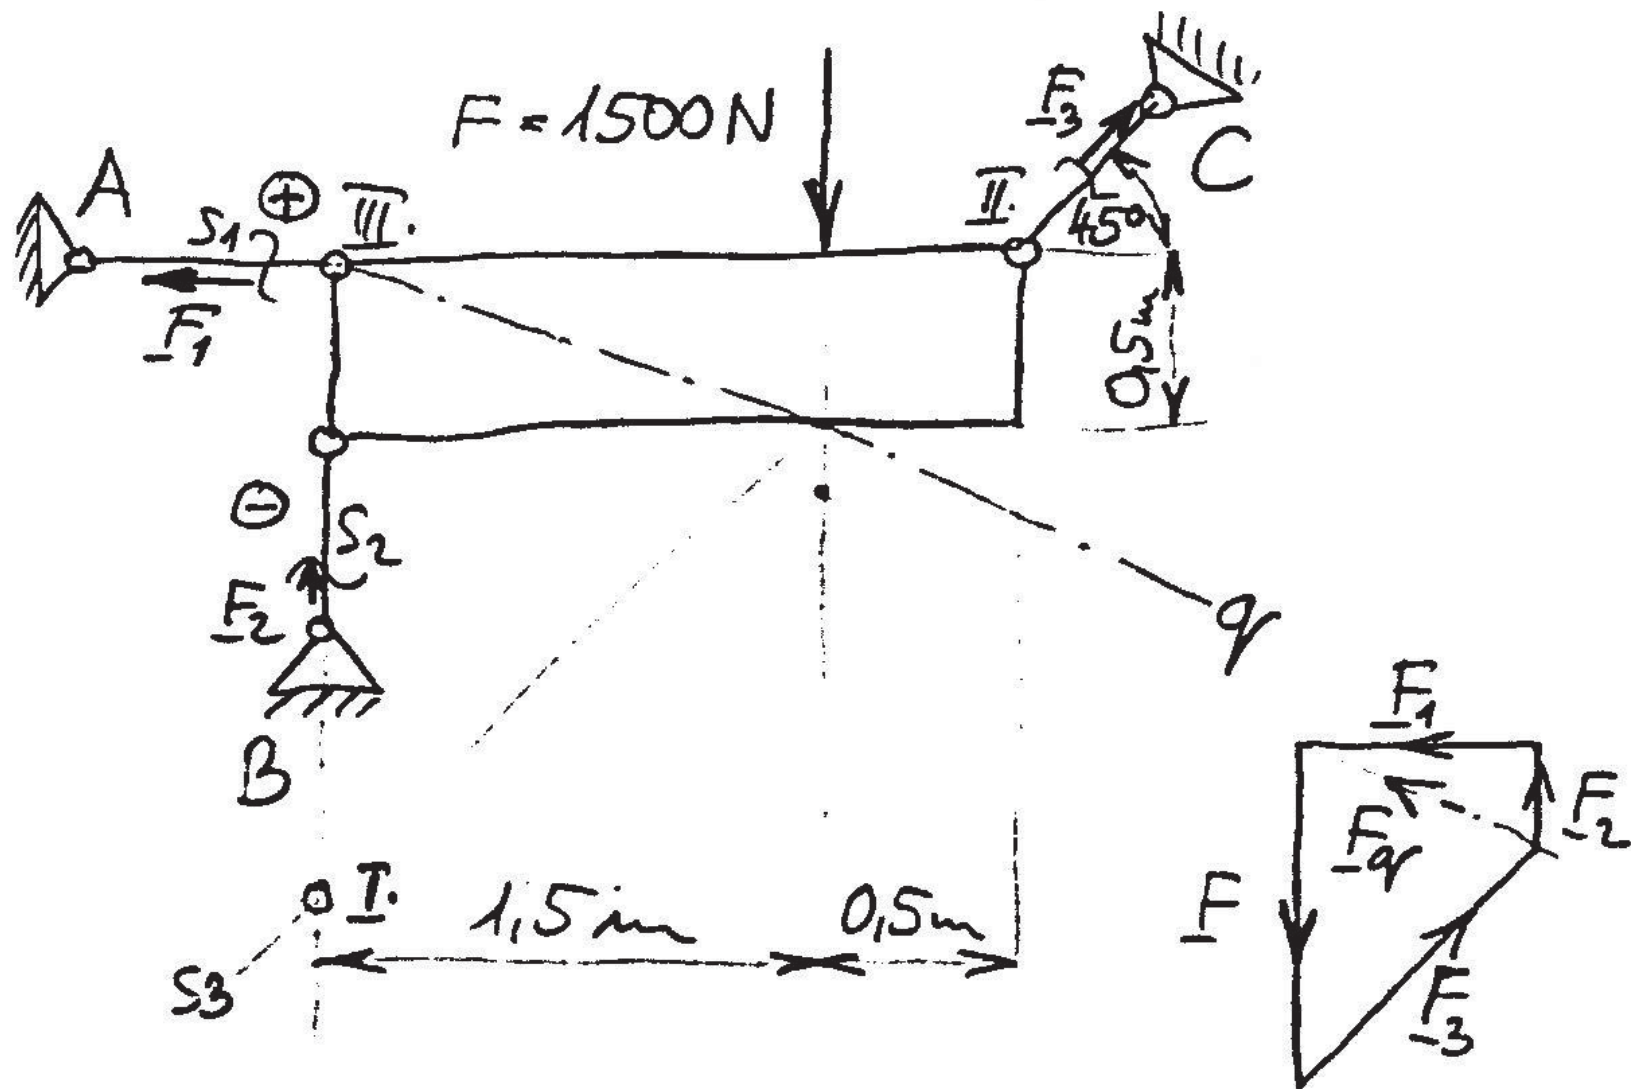 F = 1500N
F3
C
A
S1
+
III.
II.
45°
F1
0,5m
-
S2
F2
q
B
F1
Fq
F2
F
F3
I.
1,5m
0,5m
S3